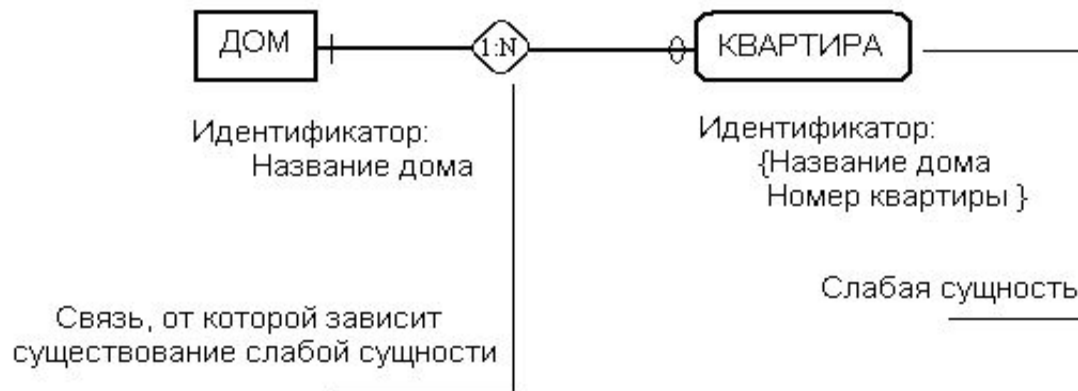 ДОМ
1:N
КВАРТИРА
Идентификатор:
Название дома
Идентификатор:
{Название дома
Номер квартиры }
Слабая сущность
Связь, от которой зависит
существование слабой сущности